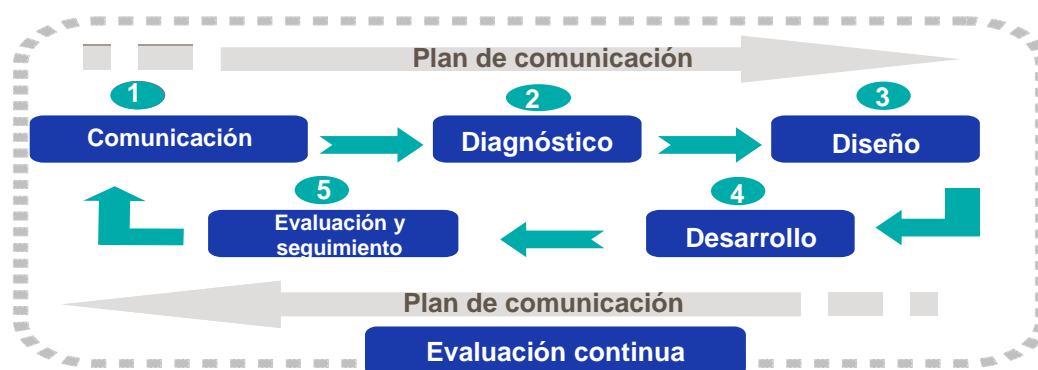 Plan de comunicación
1
2
3
Comunicación
Diagnóstico
Diseño
5
4
Evaluación y
seguimiento
Desarrollo
Plan de comunicación
Evaluación continua